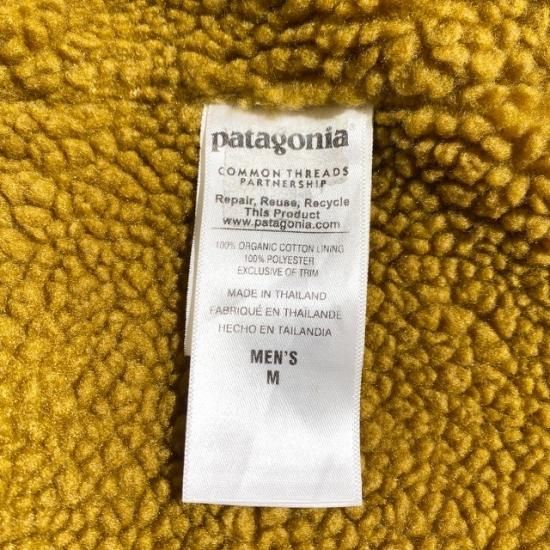 patagonia®
COMMON THREADS
PARTNERSHIP
Repair, Reuse, Recycle
This Product
www.patagonia.com
100% ORGANIC COTTON LINING
100% POLYESTER
EXCLUSIVE OF TRIM
MADE IN THAILAND
FABRIQUÉ EN THAÏLANDE
HECHO EN TAILANDIA
MEN'S
M